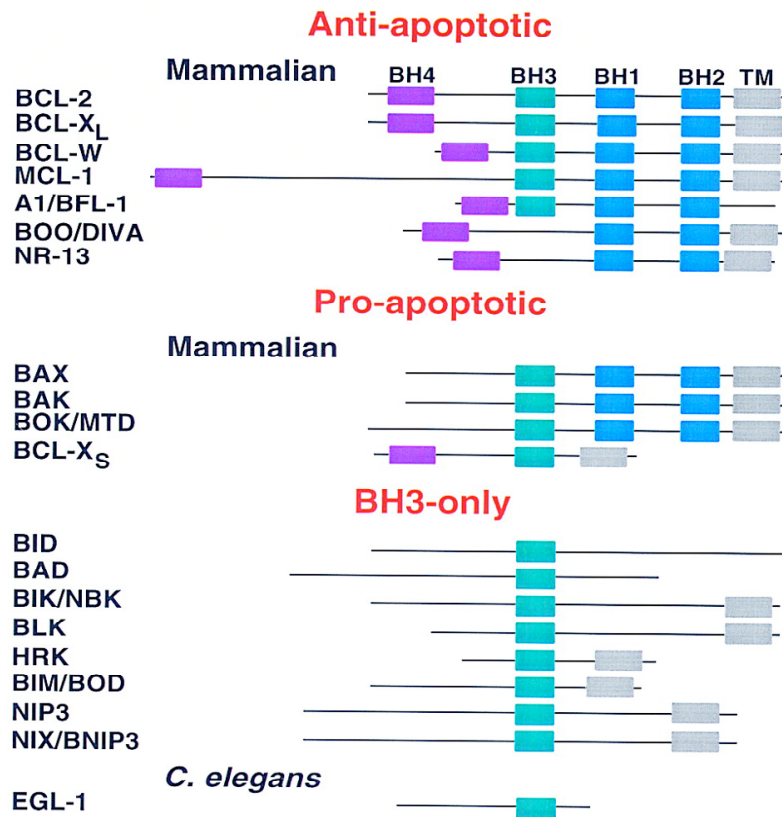 Anti-apoptotic
Mammalian BH4 BH3 BH1 BH2 TM
BCL-2
BCL-XL
BCL-W
MCL-1
A1/BFL-1
BOO/DIVA
NR-13
Pro-apoptotic
Mammalian
BAX
BAK
BOK/MTD
BCL-XS
BH3-only
BID
BAD
BIK/NBK
BLK
HRK
BIM/BOD
NIP3
NIX/BNIP3
C. elegans
EGL-1